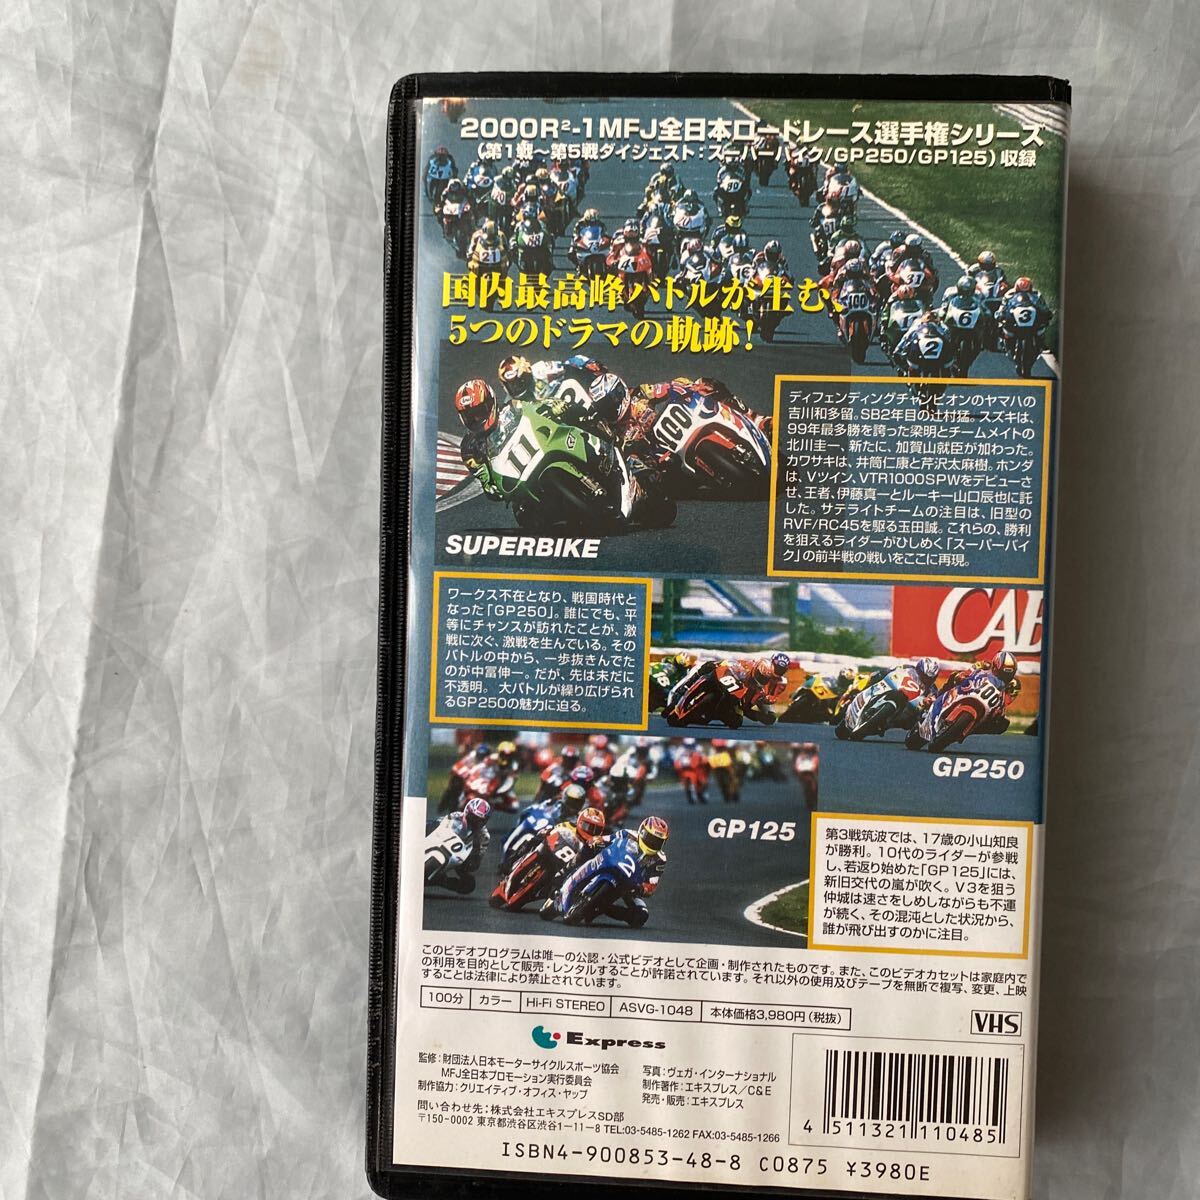 2000R²-1 MFJ全日本ロードレース選手権シリーズ
(第1戦～第5戦ダイジェスト:スーパーバイク/GP250/GP125)収録
国内最高峰バトルが生む、
5つのドラマの軌跡!
ディフェンディングチャンピオンのヤマハの
吉川和多留。SB2年目の辻村猛。スズキは、
99年最多勝を誇った梁明とチームメイトの
北川圭一、新たに、加賀山就臣が加わった。
カワサキは、井筒仁康と芹沢太麻樹。ホンダ
は、Vツイン、VTR1000SPWをデビューさ
せ、王者、伊藤真一とルーキー山口辰也に託
した。サテライトチームの注目は、旧型の
RVF/RC45を駆る玉田誠。これらの、勝利
を狙えるライダーがひしめく「スーパーバイ
ク」の前半戦の戦いをここに再現。
SUPERBIKE
ワークス不在となり、戦国時代と
なった「GP250」。誰にでも、平
等にチャンスが訪れたことが、激
戦に次ぐ、激戦を生んでいる。その
バトルの中から、一歩抜きんでた
のが中冨伸一。だが、先は未だに
不透明。大バトルが繰り広げられ
るGP250の魅力に迫る。
CAB
GP250
GP125
第3戦筑波では、17歳の小山知良
が勝利。10代のライダーが参戦
し、若返り始めた「GP125」には、
新旧交代の嵐が吹く。V3を狙う
仲城は速さをしめしながらも不運
が続く、その混沌とした状況から、
誰が飛び出すのかに注目。
このビデオプログラムは唯一の公認・公式ビデオとして企画・制作されたものです。また、このビデオカセットは家庭内で
の利用を目的として販売・レンタルすることが許諾されています。それ以外の使用及びテープを無断で複写、変更、上映
することは法律により禁止されています。
100分 カラー Hi-Fi STEREO ASVG-1048 本体価格3,980円(税抜)
VHS
Express
監修:財団法人日本モーターサイクルスポーツ協会
MFJ全日本プロモーション実行委員会
制作協力:クリエイティブ・オフィス・ヤップ
写真:ヴェガ・インターナショナル
制作著作:エキスプレス/C&E
発売・販売:エキスプレス
問い合わせ先:株式会社エキスプレスSD部
〒150-0002 東京都渋谷区渋谷1-11-8 TEL:03-5485-1262 FAX:03-5485-1266
4 511321 110485
ISBN4-900853-48-8 C0875 ¥3980E